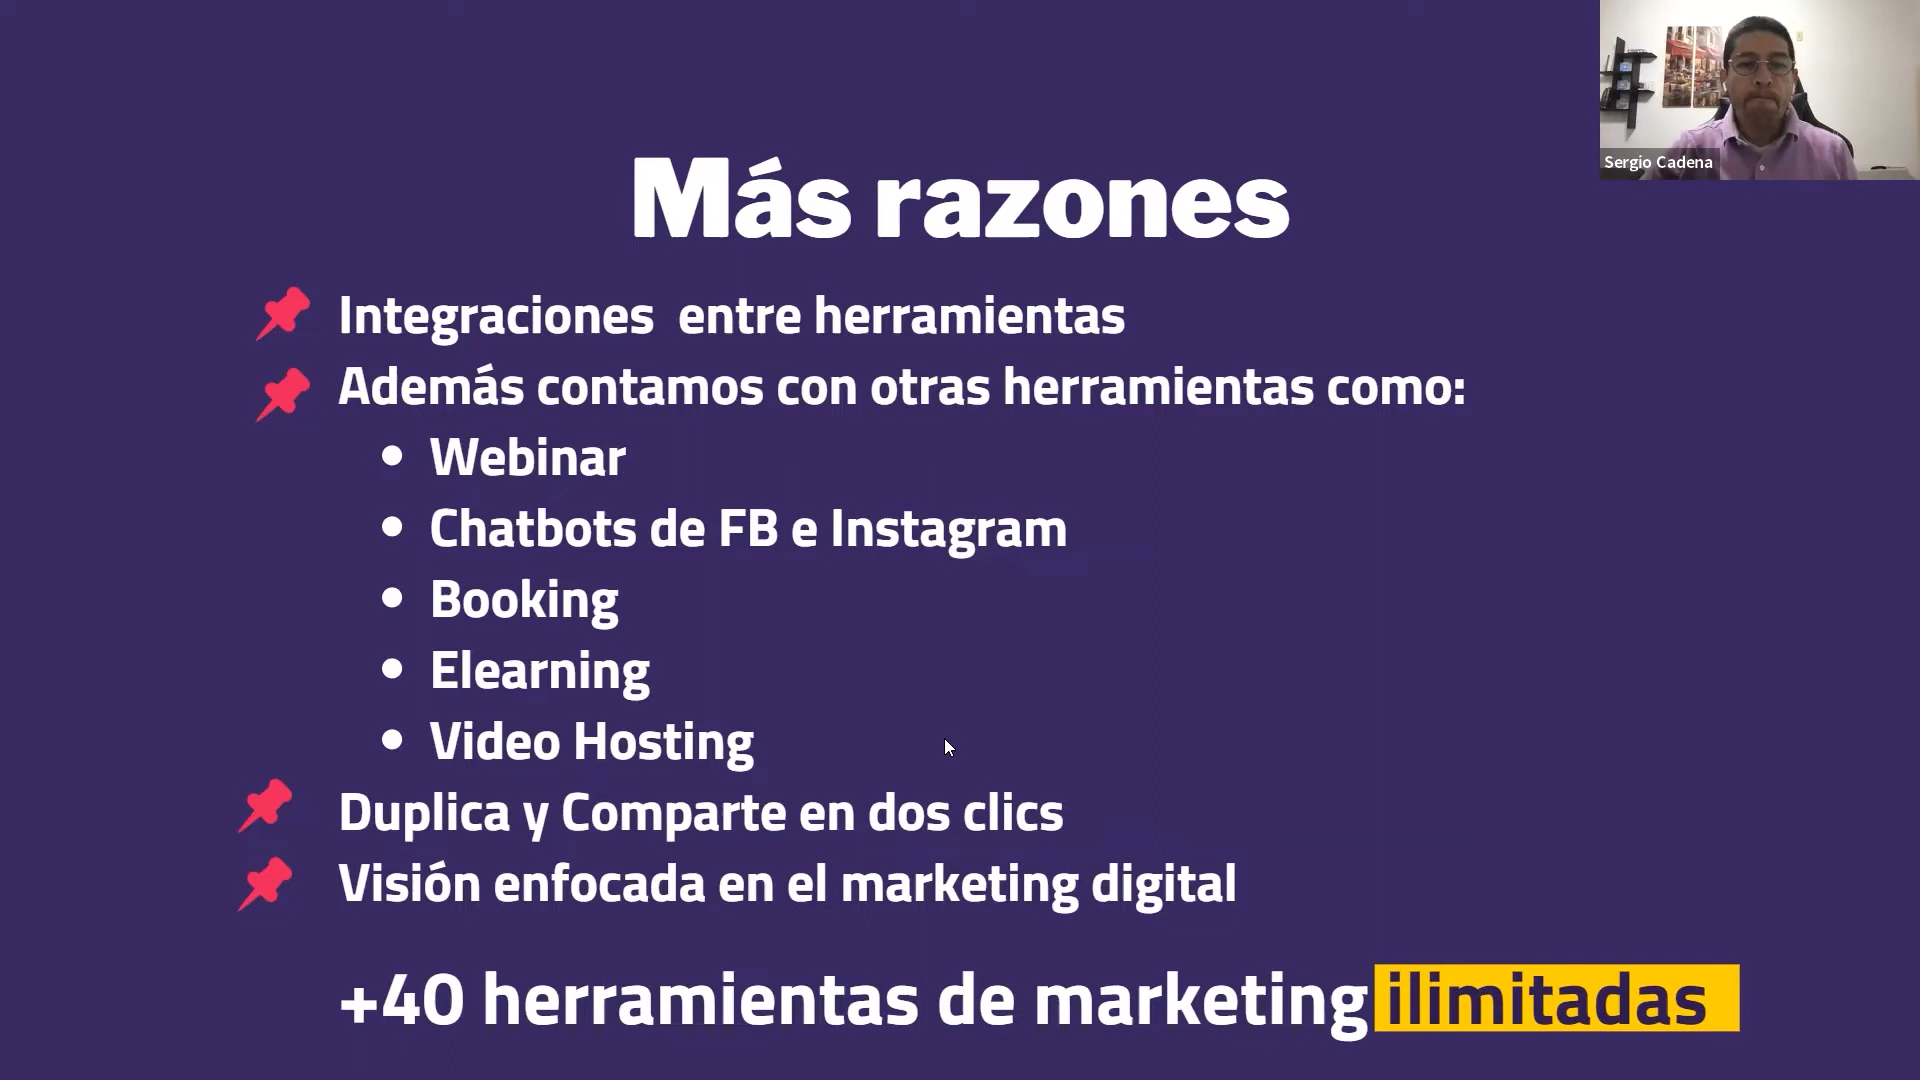 Sergio Cadena
Más razones
Integraciones entre herramientas
Además contamos con otras herramientas como:
Webinar
Chatbots de FB e Instagram
Booking
Elearning
Video Hosting
Duplica y Comparte en dos clics
Visión enfocada en el marketing digital
+40 herramientas de marketing ilimitadas